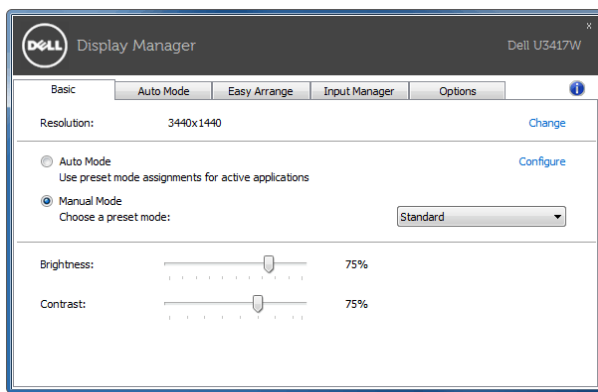 DELL Display Manager Dell U3417W
x
Basic Auto Mode Easy Arrange Input Manager Options i
Resolution: 3440x1440 Change
Auto Mode Configure
Use preset mode assignments for active applications
Manual Mode
Choose a preset mode: Standard
Brightness: 75%
Contrast: 75%